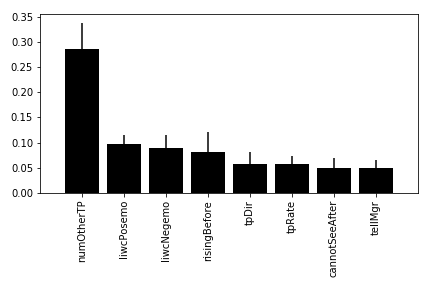 0.35
0.30
0.25
0.20
0.15
0.10
0.05
0.00
numOtherTP
liwcPosemo
liwcNegemo
risingBefore
tpDir
tpRate
cannotSeeAfter
tellMgr